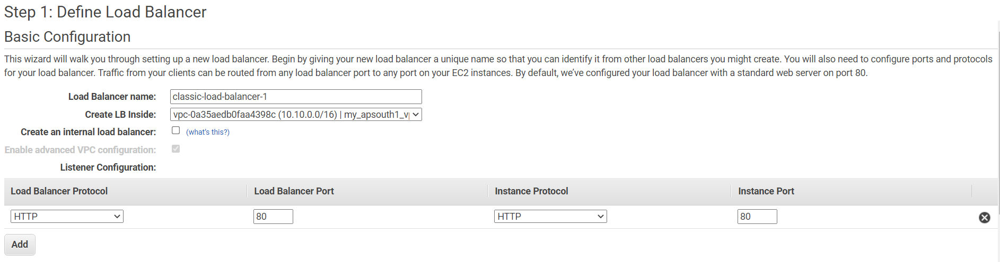 Step 1: Define Load Balancer
Basic Configuration
This wizard will walk you through setting up a new load balancer. Begin by giving your new load balancer a unique name so that you can identify it from other load balancers you might create. You will also need to configure ports and protocols
for your load balancer. Traffic from your clients can be routed from any load balancer port to any port on your EC2 instances. By default, we've configured your load balancer with a standard web server on port 80.
Load Balancer name: classic-load-balancer-1
Create LB Inside: vpc-0a35aedb0faa4398c (10.10.0.0/16) | my_apsouth1_v
Create an internal load balancer: (what's this?)
Enable advanced VPC configuration:
Listener Configuration:
Load Balancer Protocol Load Balancer Port Instance Protocol Instance Port
HTTP 80 HTTP 80
Add